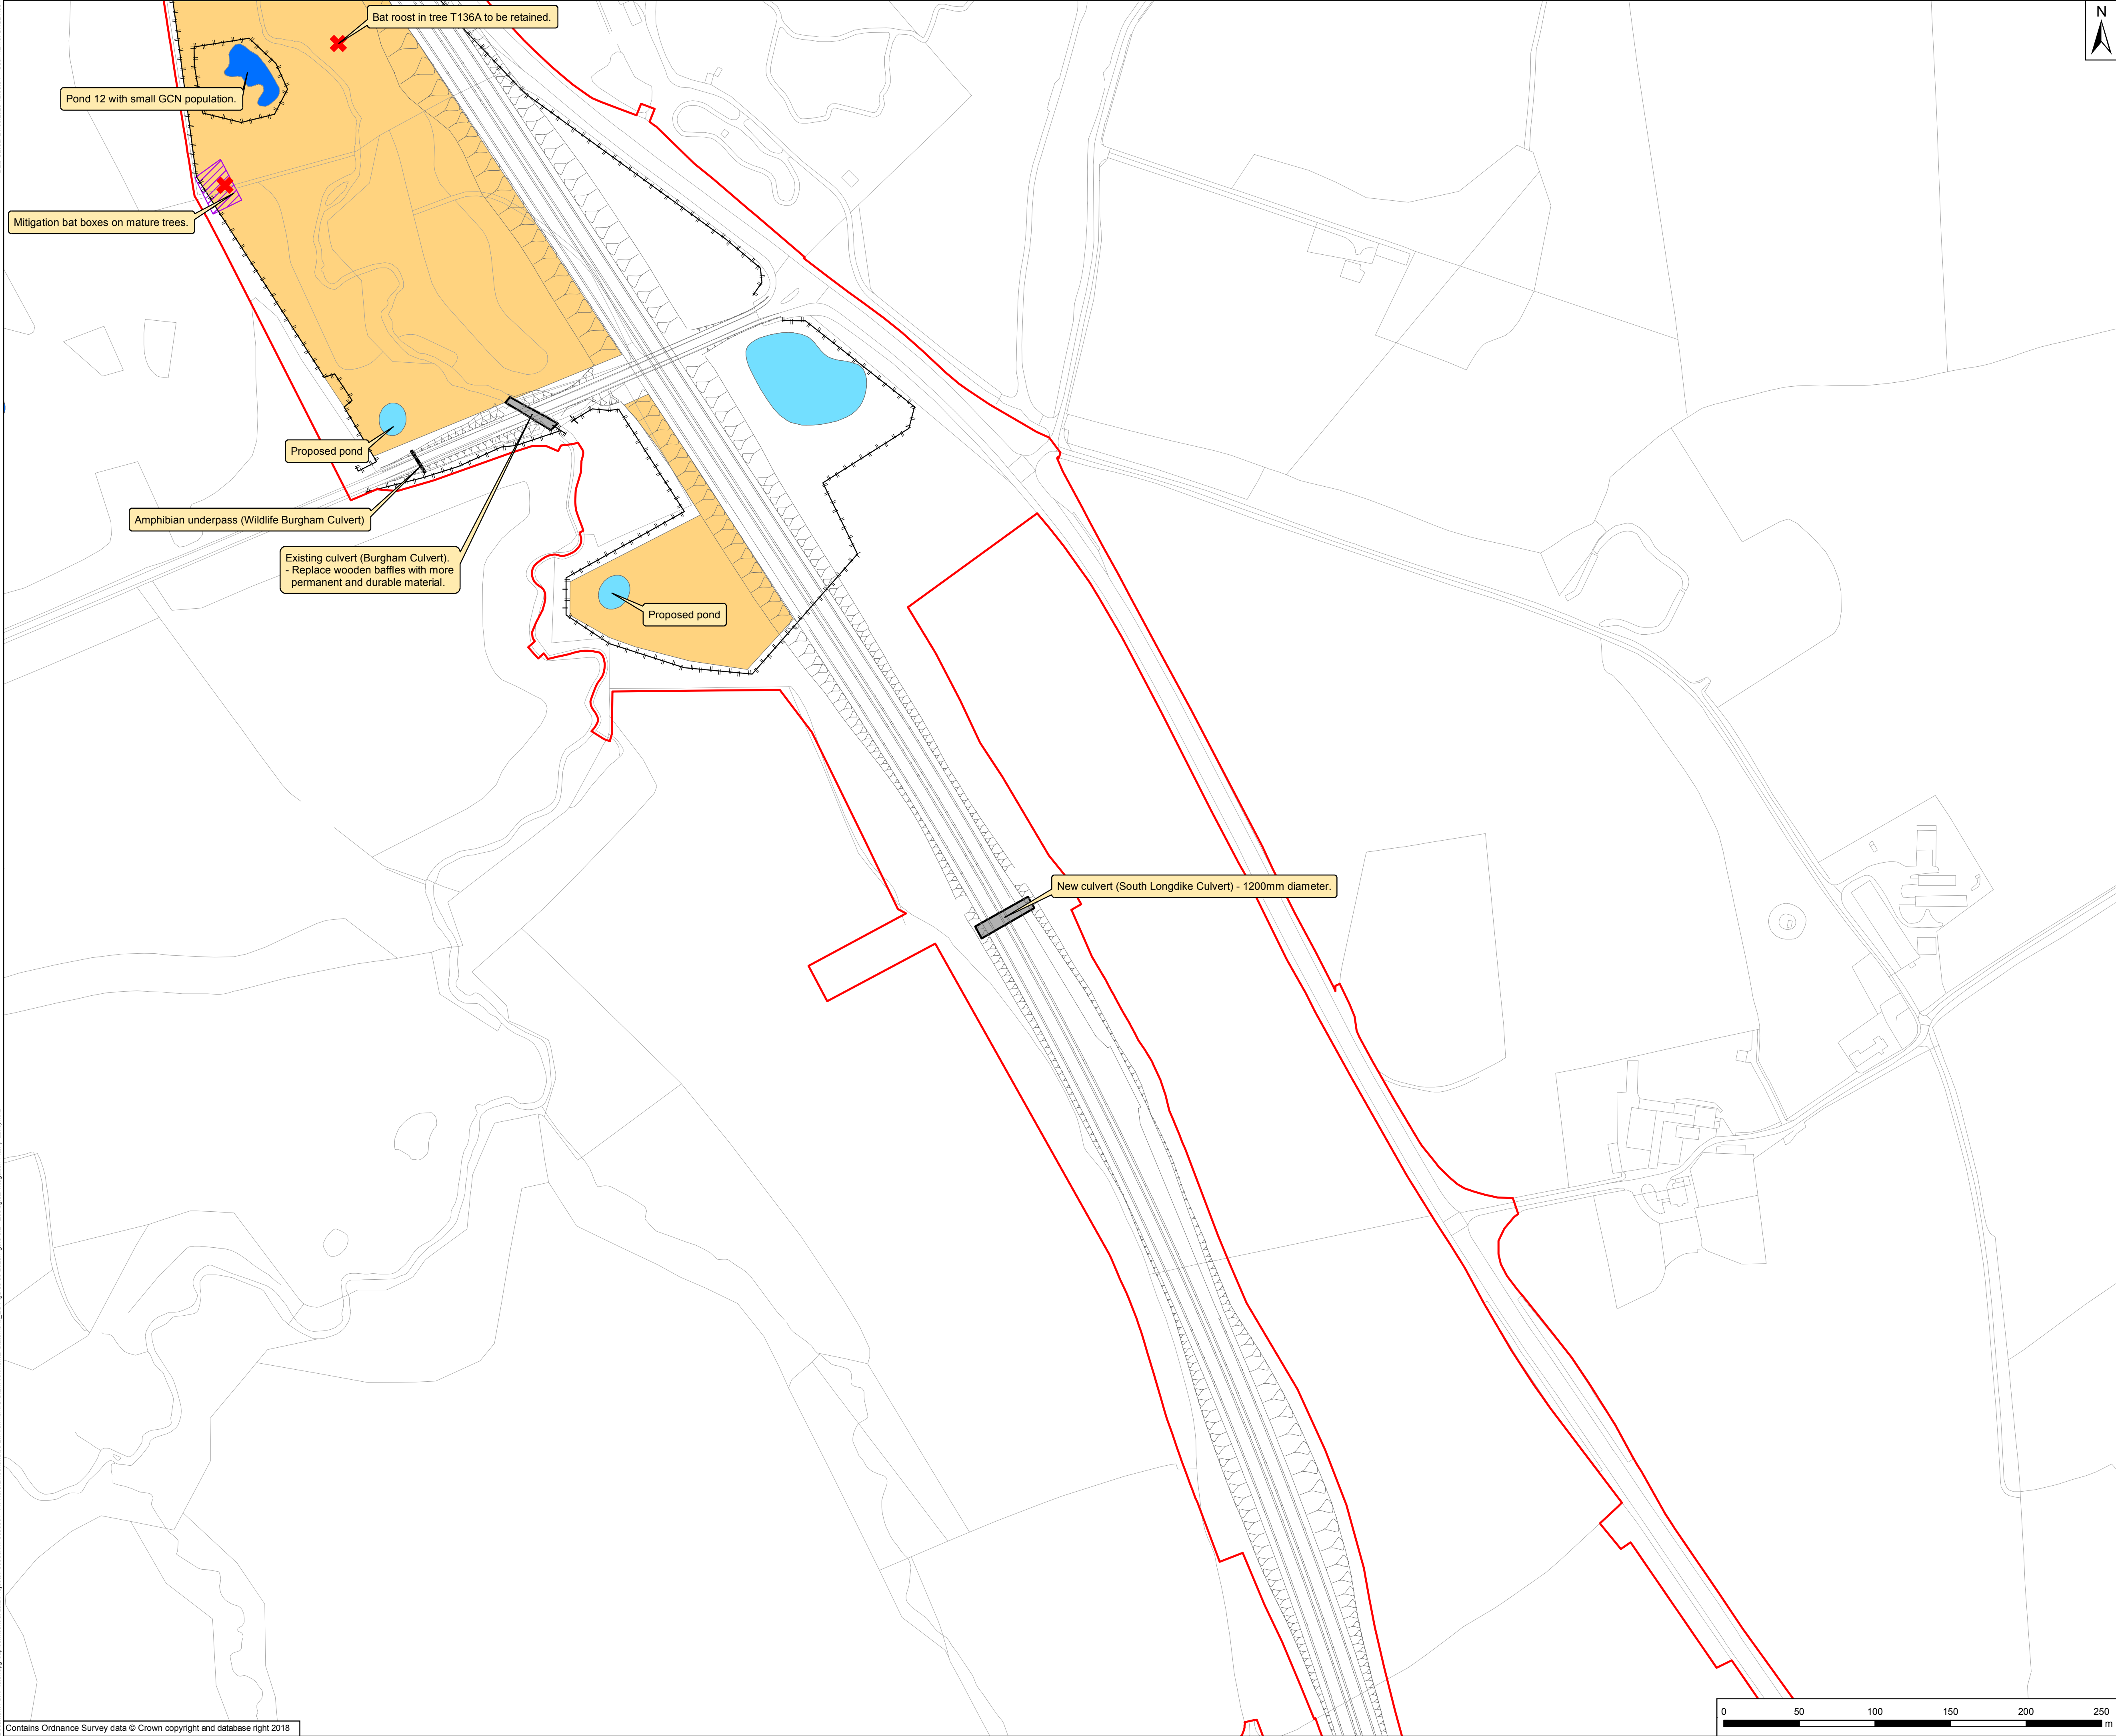 Bat roost in tree T136A to be retained.
N
Pond 12 with small GCN population.
Mitigation bat boxes on mature trees.
Proposed pond
Amphibian underpass (Wildlife Burgham Culvert)
Existing culvert (Burgham Culvert).
- Replace wooden baffles with more
permanent and durable material.
Proposed pond
New culvert (South Longdike Culvert) - 1200mm diameter.
0 50 100 150 200 250
m
Contains Ordnance Survey data © Crown copyright and database right 2018